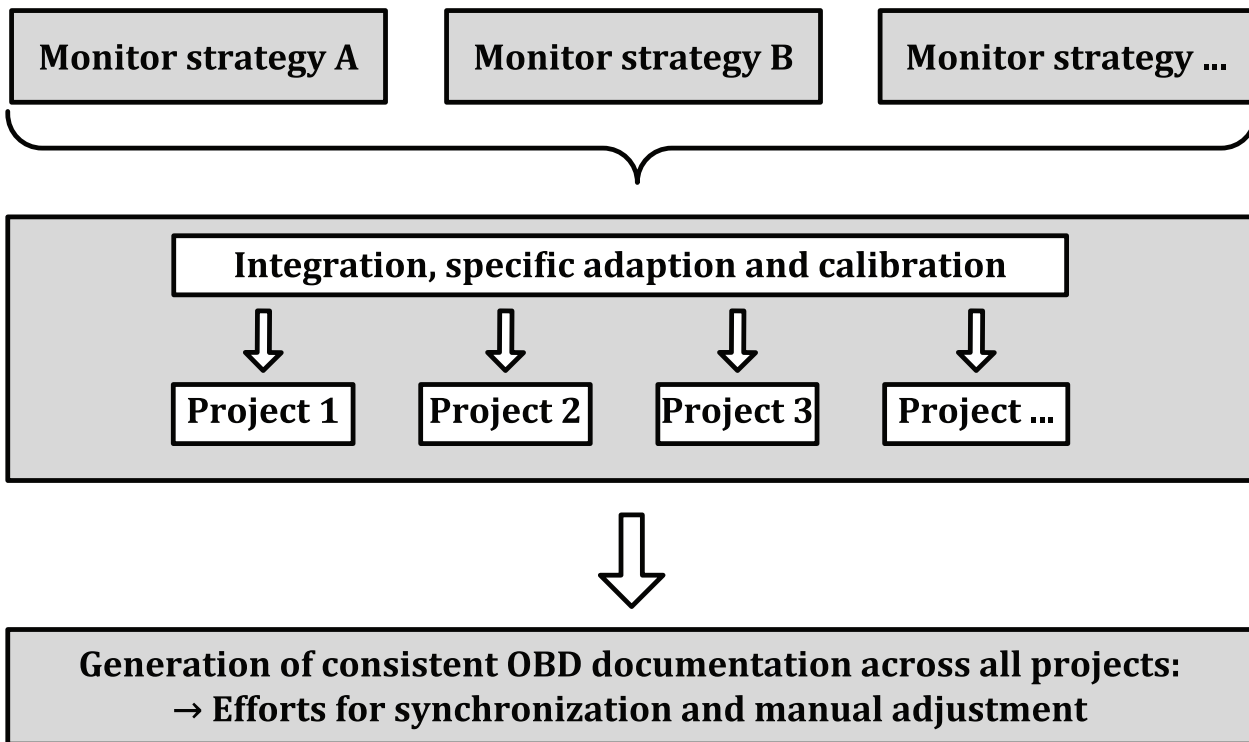 Monitor strategy A
Monitor strategy B
Monitor strategy ...
Integration, specific adaption and calibration
Project 1
Project 2
Project 3
Project ...
Generation of consistent OBD documentation across all projects:
→ Efforts for synchronization and manual adjustment